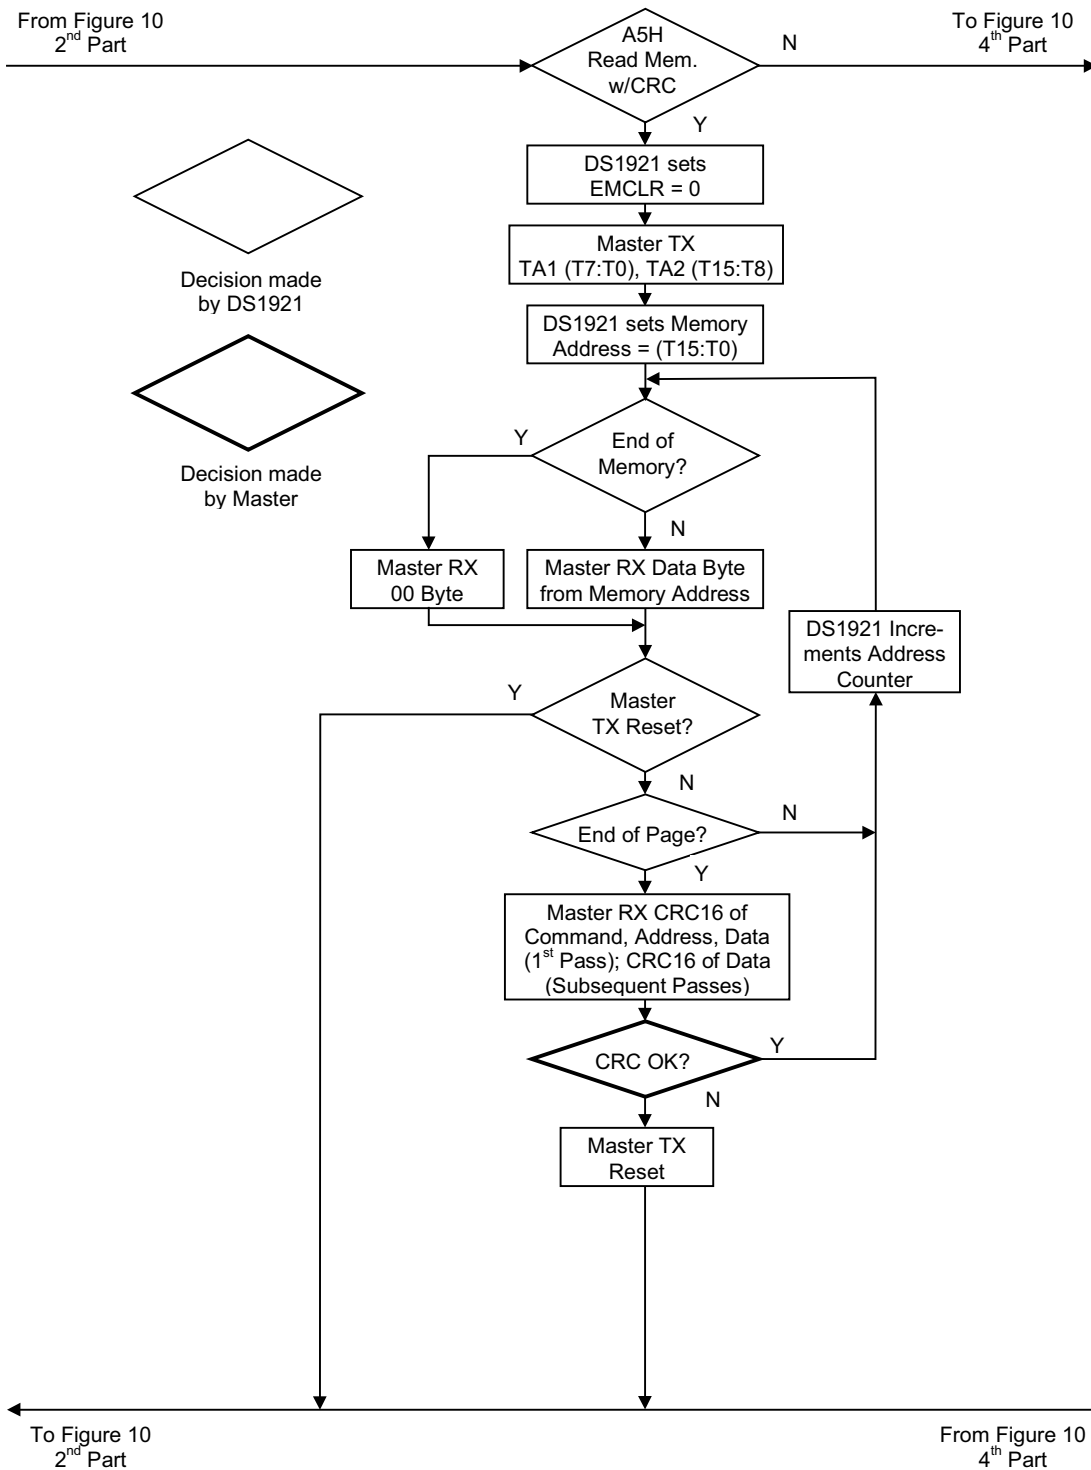 From Figure 10
2nd Part
A5H
Read Mem.
w/CRC
N
To Figure 10
4th Part
Y
DS1921 sets
EMCLR = 0
Master TX
TA1 (T7:T0), TA2 (T15:T8)
Decision made
by DS1921
DS1921 sets Memory
Address = (T15:T0)
Decision made
by Master
Y
End of
Memory?
N
Master RX
00 Byte
Master RX Data Byte
from Memory Address
DS1921 Incre-
ments Address
Counter
Y
Master
TX Reset?
N
End of Page?
N
Y
Master RX CRC16 of
Command, Address, Data
(1st Pass); CRC16 of Data
(Subsequent Passes)
CRC OK?
Y
N
Master TX
Reset
To Figure 10
2nd Part
From Figure 10
4th Part